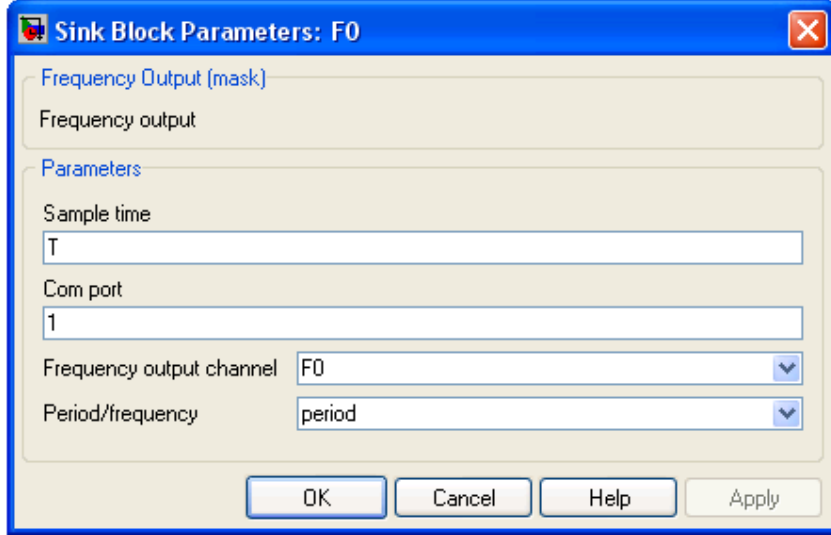 Sink Block Parameters: F0
Frequency Output (mask)
Frequency output
Parameters
Sample time
T
Com port
1
Frequency output channel F0
Period/frequency period
OK Cancel Help Apply